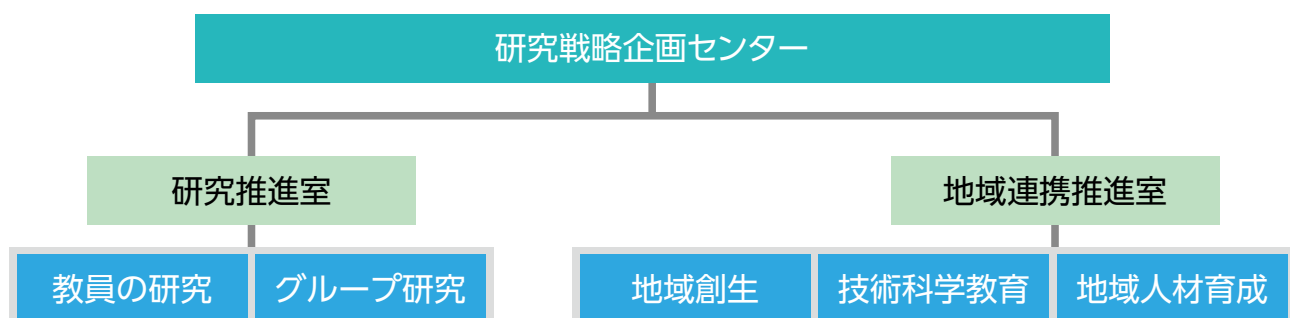 研究戦略企画センター
研究推進室
地域連携推進室
教員の研究
グループ研究
地域創生
技術科学教育
地域人材育成